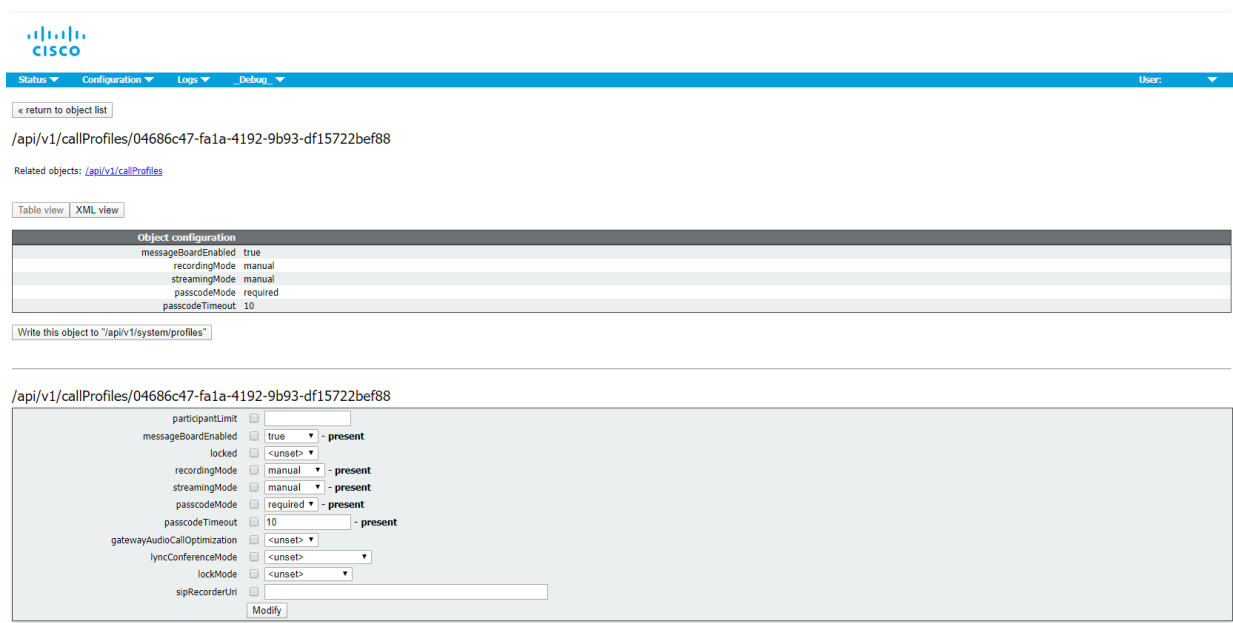 CISCO
Status Configuration Logs _Debug_ User:
« return to object list
/api/v1/callProfiles/04686c47-fa1a-4192-9b93-df15722bef88
Related objects: /api/v1/callProfiles
Table view XML view
Object configuration
messageBoardEnabled true
recordingMode manual
streamingMode manual
passcodeMode required
passcodeTimeout 10
Write this object to "/api/v1/system/profiles"
/api/v1/callProfiles/04686c47-fa1a-4192-9b93-df15722bef88
participantLimit
messageBoardEnabled true - present
locked <unset>
recordingMode manual - present
streamingMode manual - present
passcodeMode required - present
passcodeTimeout 10 - present
gatewayAudioCallOptimization <unset>
lyncConferenceMode <unset>
lockMode <unset>
sipRecorderUri
Modify